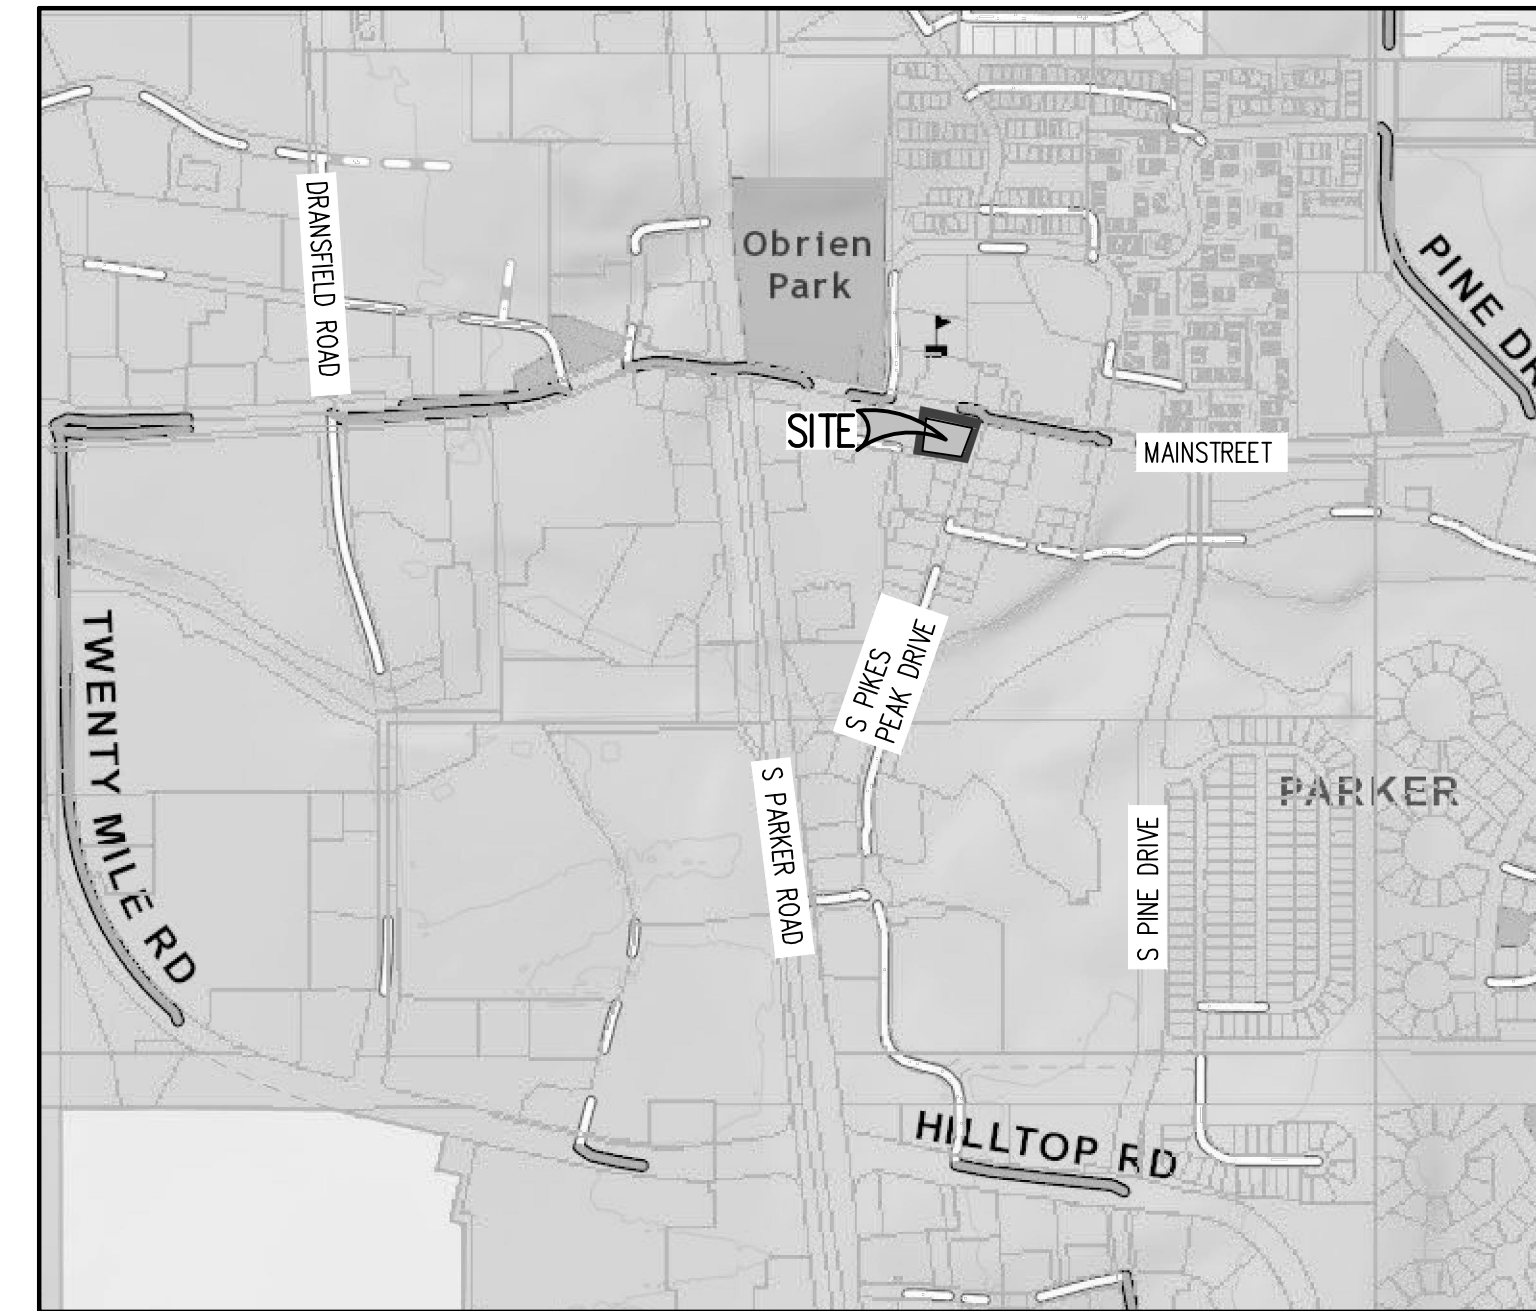 DRANSFIELD ROAD
Obrien
Park
PINE DR
SITE
MAINSTREET
TWENTY MILE RD
S PIKES
PEAK DRIVE
S PARKER ROAD
PARKER
S PINE DRIVE
HILLTOP RD